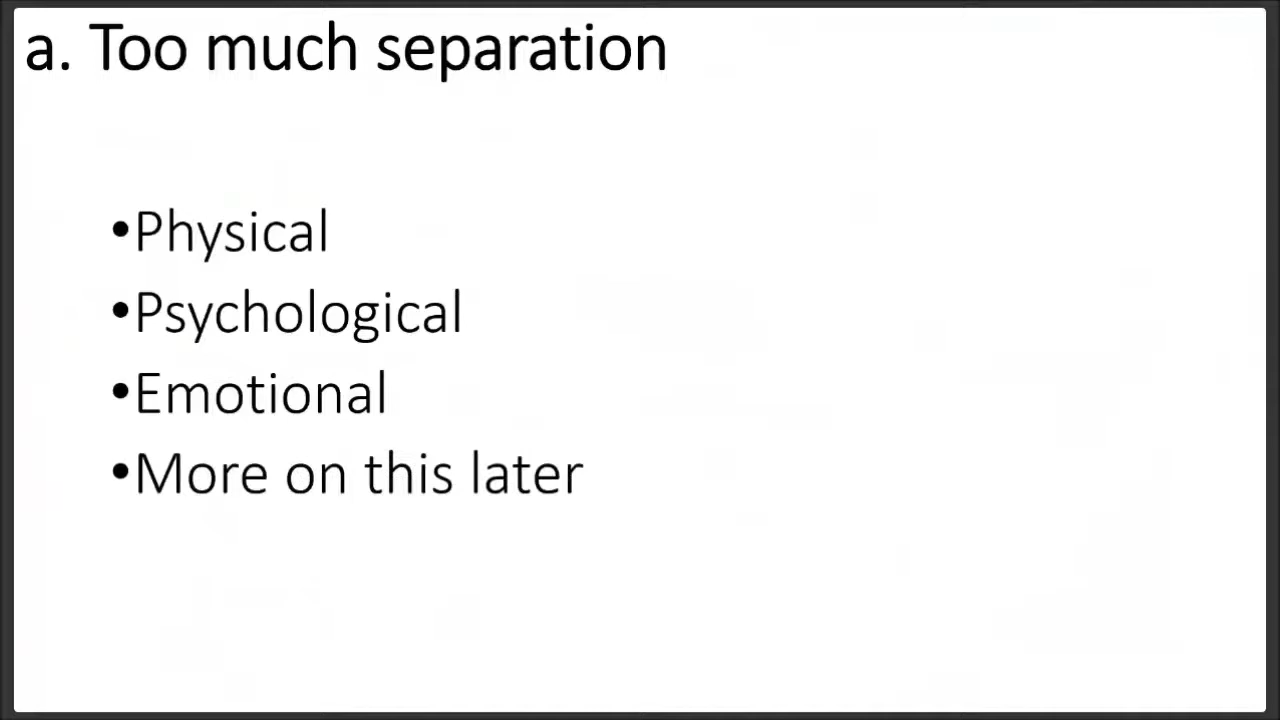 a. Too much separation
•Physical
•Psychological
•Emotional
•More on this later